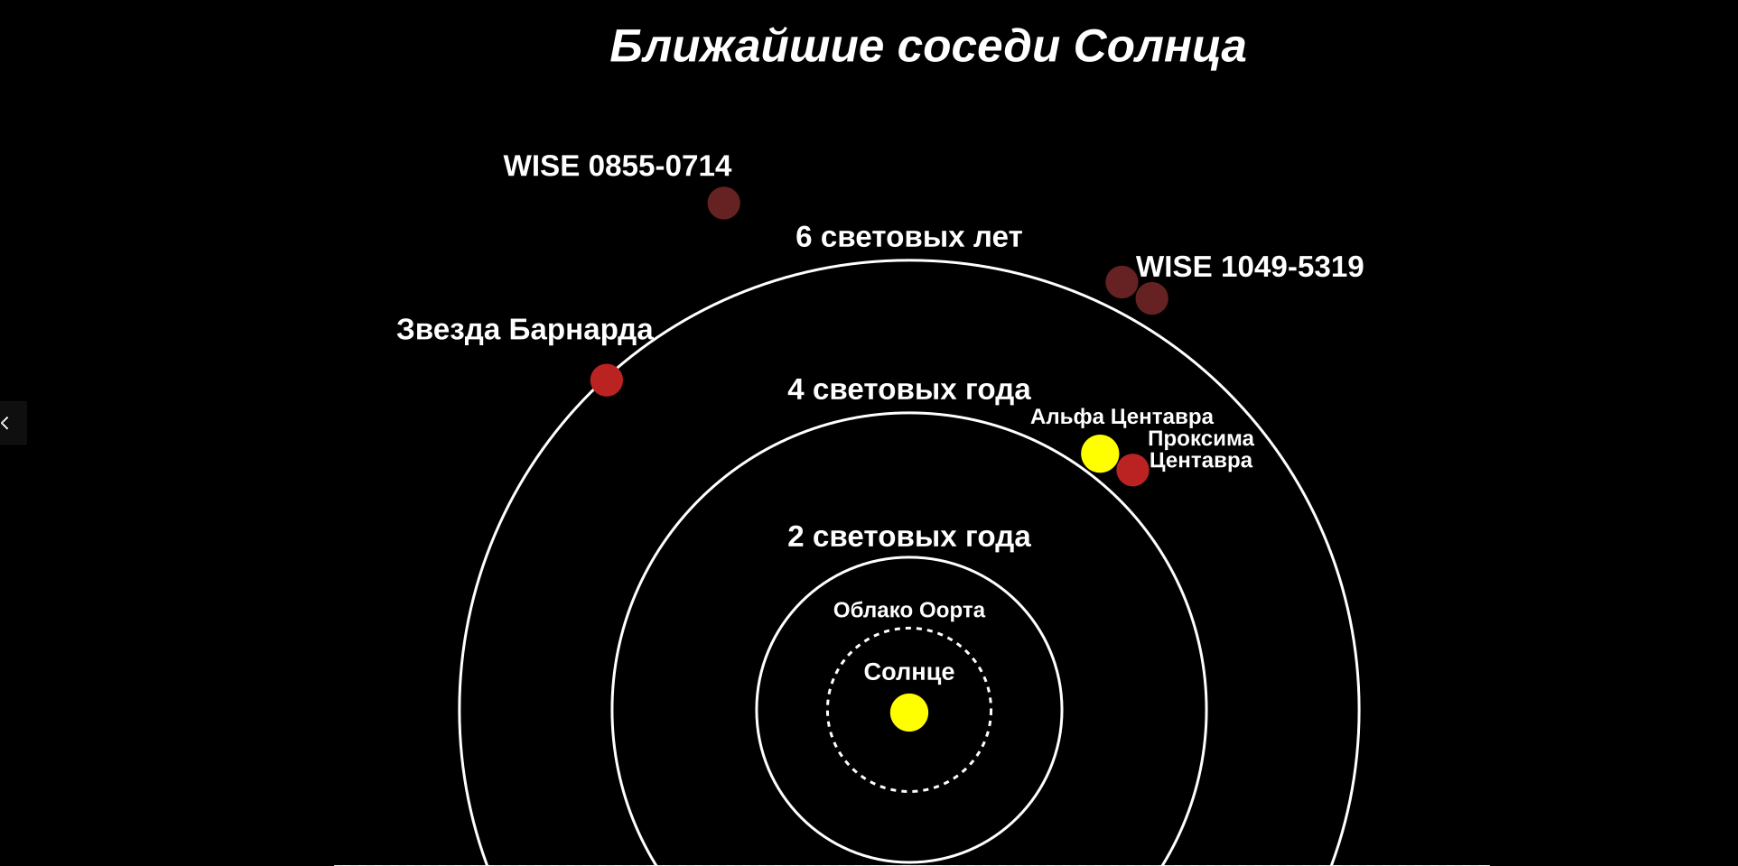 Ближайшие соседи Солнца
WISE 0855-0714
6 световых лет
WISE 1049-5319
Звезда Барнарда
4 световых года
Альфа Центавра
Проксима
Центавра
2 световых года
Облако Оорта
Солнце